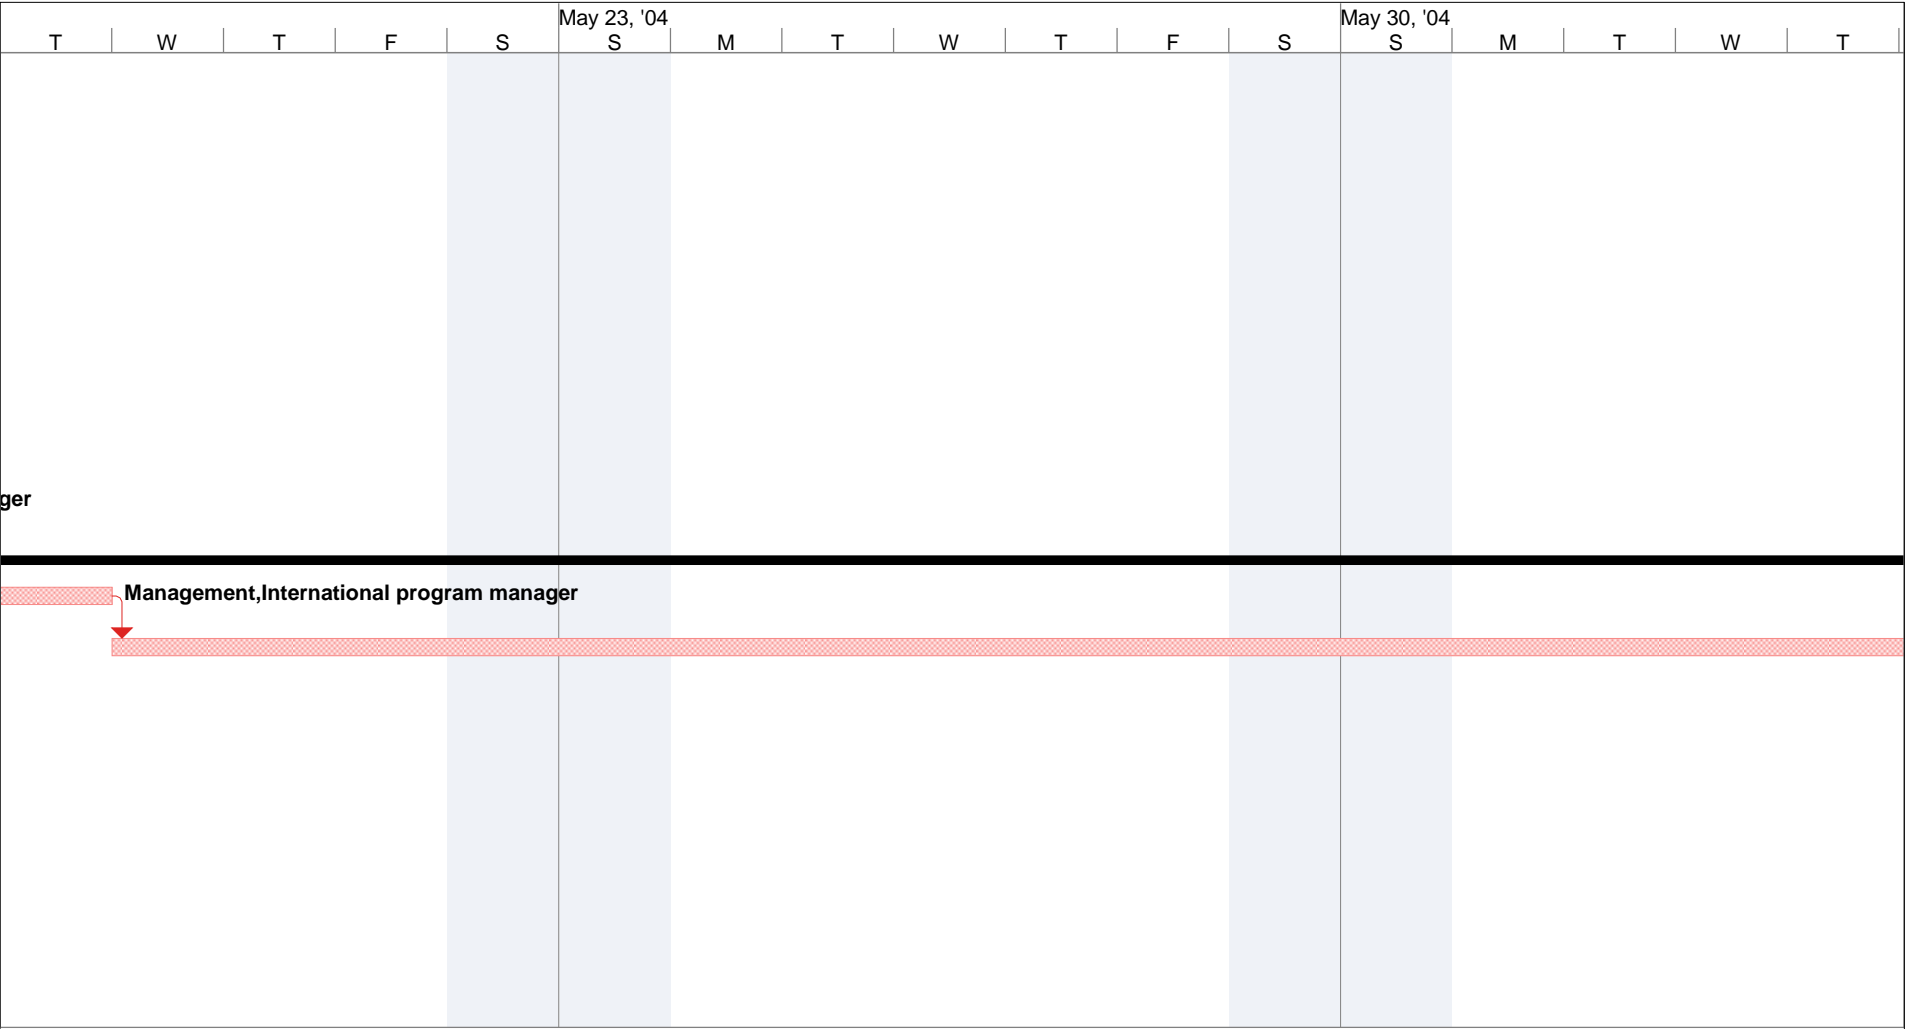 May 23, '04 May 30, '04
T W T F S S M T W T F S S M T W T
ger
Management,International program manager